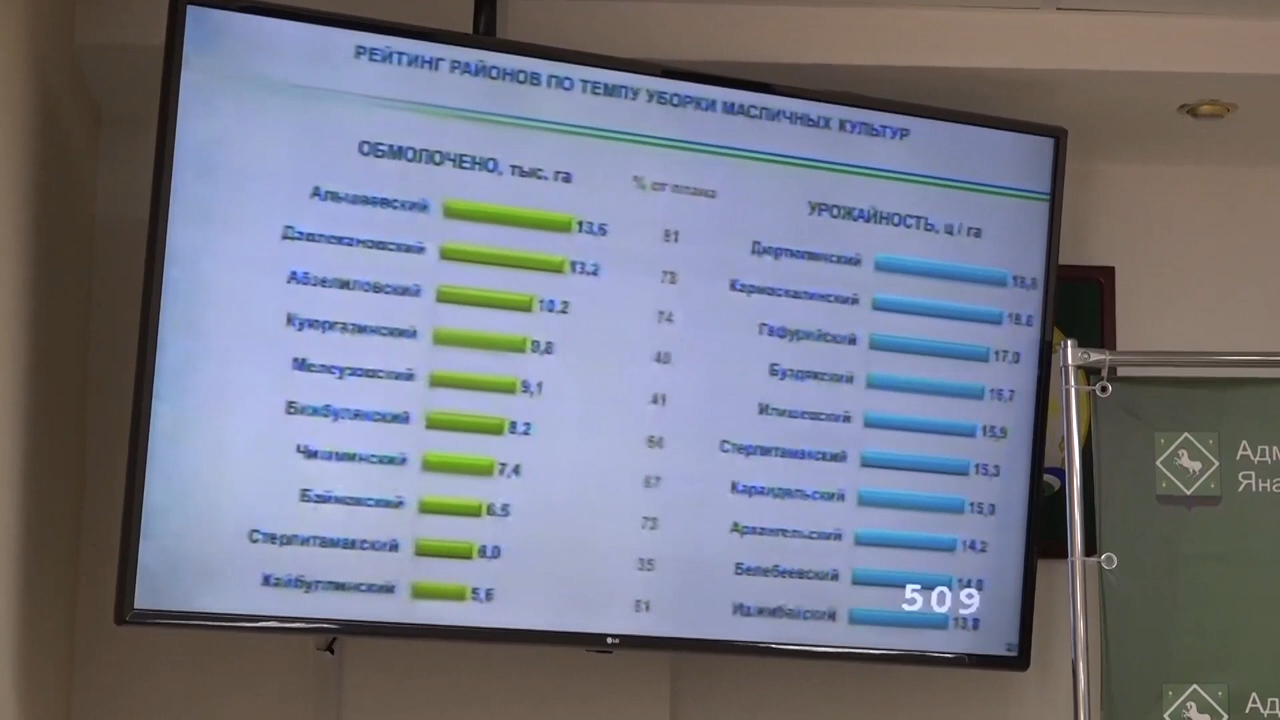 РЕЙТИНГ РАЙОНОВ ПО ТЕМПУ УБОРКИ МАСЛИЧНЫХ КУЛЬТУР
ОБМОЛОЧЕНО, тыс. га
% от плана
Альшеевский 13,6 81
Давлекановский 13,2 73
Абзелиловский 10,2 74
Куюргазинский 9,8 40
Мелеузовский 9,1 41
Бижбулякский 8,2 64
Чишминский 7,4 67
Баймакский 6,5 73
Стерлитамакский 6,0 35
Хайбуллинский 5,6 51
УРОЖАЙНОСТЬ, ц / га
Дюртюлинский
Кармаскалинский 18,6
Гафурийский 17,0
Буздякский 16,7
Илишевский 15,9
Стерлитамакский 15,3
Караидельский 15,0
Архангельский 14,2
Белебеевский 14,0
Ишимбайский 13,8
509
LG
Адм
Яна
Ад